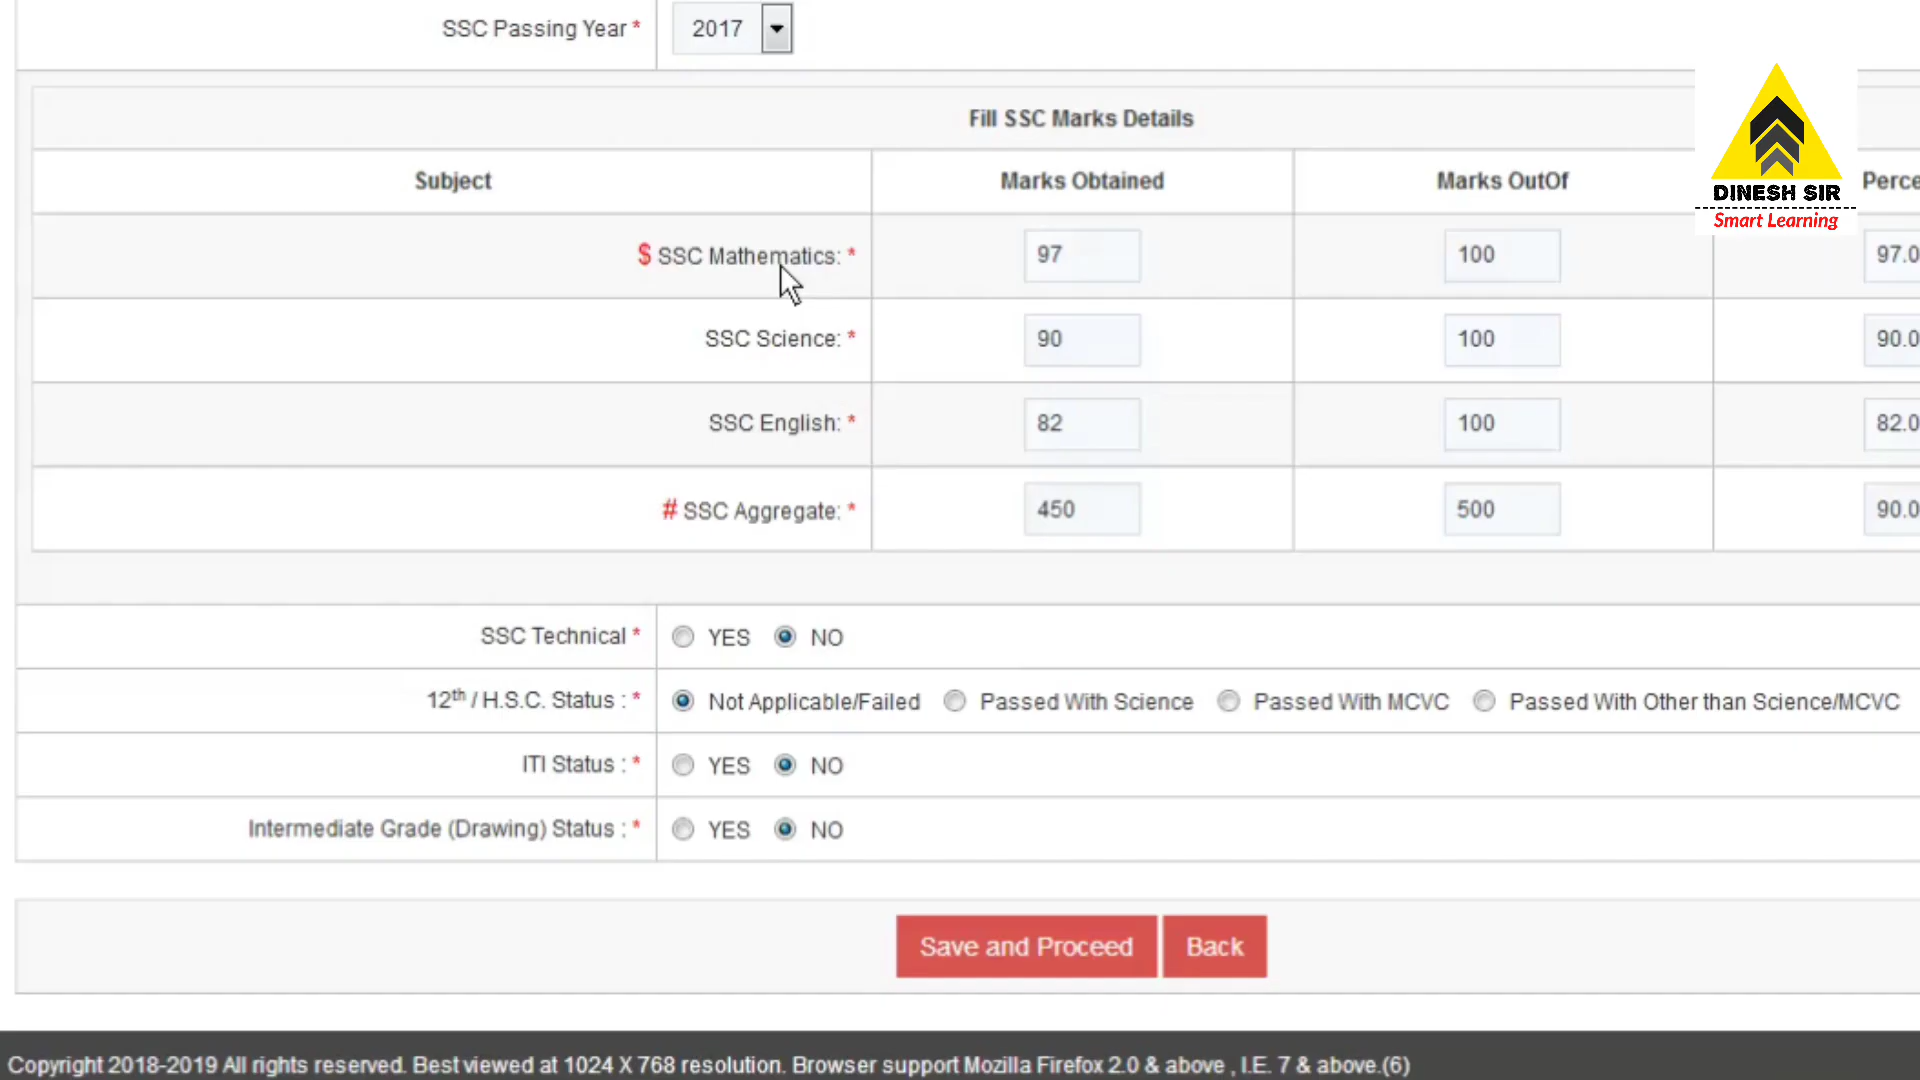 SSC Passing Year * 2017
Fill SSC Marks Details
Subject Marks Obtained Marks OutOf
DINESH SIR
Smart Learning
$ SSC Mathematics: * 97 100 97.0
SSC Science: * 90 100 90.0
SSC English: * 82 100 82.0
# SSC Aggregate: * 450 500 90.0
SSC Technical * YES NO
12th / H.S.C. Status : * Not Applicable/Failed Passed With Science Passed With MCVC Passed With Other than Science/MCVC
ITI Status : * YES NO
Intermediate Grade (Drawing) Status : * YES NO
Save and Proceed Back
Copyright 2018-2019 All rights reserved. Best viewed at 1024 X 768 resolution. Browser support Mozilla Firefox 2.0 & above , I.E. 7 & above.(6)